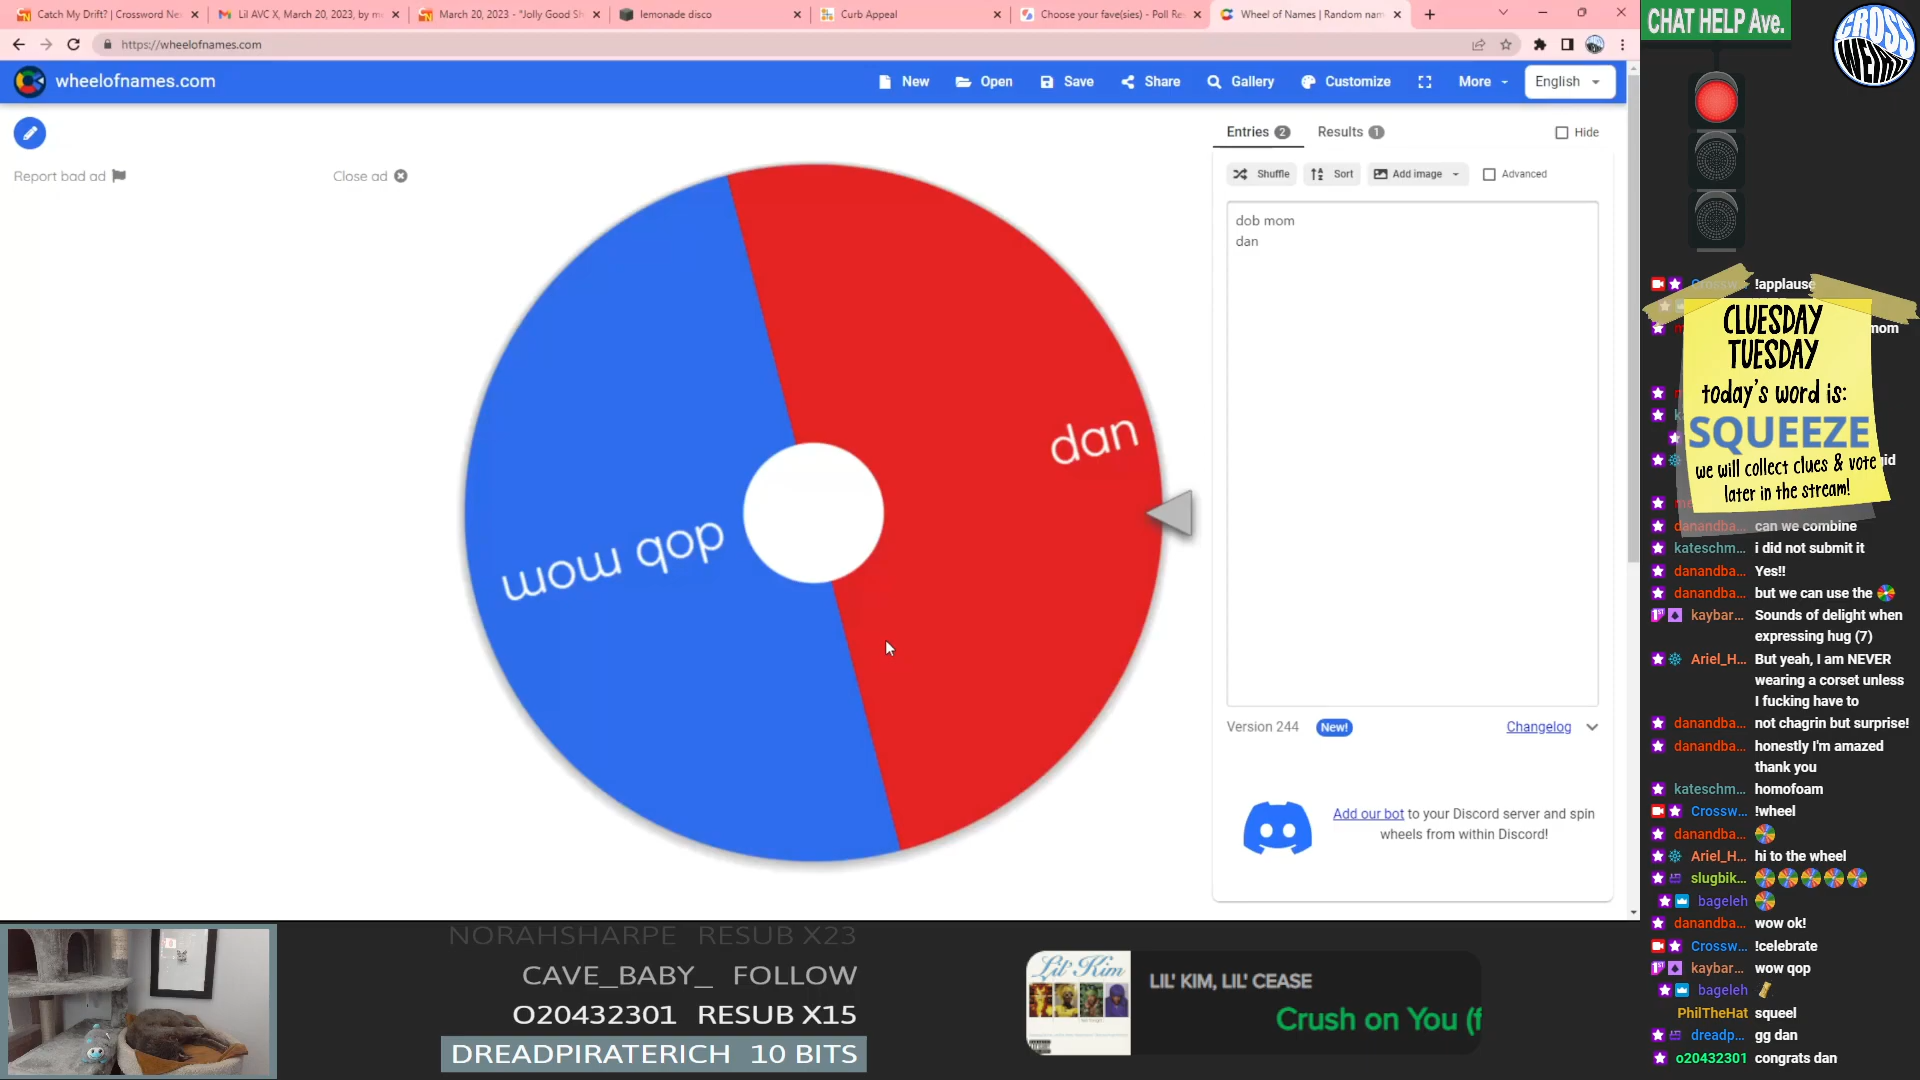 Catch My Drift? | Crossword Ne
Lil AVC X, March 20, 2023, by m
March 20, 2023 - "Jolly Good Sh
lemonade disco
Curb Appeal
Choose your fave(sies) - Poll Re
Wheel of Names | Random nam
https://wheelofnames.com
wheelofnames.com
New
Open
Save
Share
Gallery
Customize
More
English
Report bad ad
Close ad
dob mom
dan
Entries 2
Results 1
Hide
Shuffle
Sort
Add image
Advanced
dob mom
dan
Version 244
New!
Changelog
Add our bot to your Discord server and spin
wheels from within Discord!
CHAT HELP Ave.
CROSS
WEIRD
!applause
mom
CLUESDAY
TUESDAY
today's word is:
SQUEEZE
we will collect clues & vote
later in the stream!
danandba... can we combine
kateschm... i did not submit it
danandba... Yes!!
danandba... but we can use the
kaybar... Sounds of delight when
expressing hug (7)
Ariel_H... But yeah, I am NEVER
wearing a corset unless
I fucking have to
danandba... not chagrin but surprise!
danandba... honestly I'm amazed
thank you
kateschm... homofoam
Crossw... !wheel
danandba...
Ariel_H... hi to the wheel
slugbik...
bageleh
danandba... wow ok!
Crossw... !celebrate
kaybar... wow qop
bageleh
PhilTheHat squeel
dreadp... gg dan
o20432301 congrats dan
NORAHSHARPE RESUB X23
CAVE_BABY_ FOLLOW
O20432301 RESUB X15
DREADPIRATERICH 10 BITS
Lil' Kim
LIL' KIM, LIL' CEASE
Crush on You (f